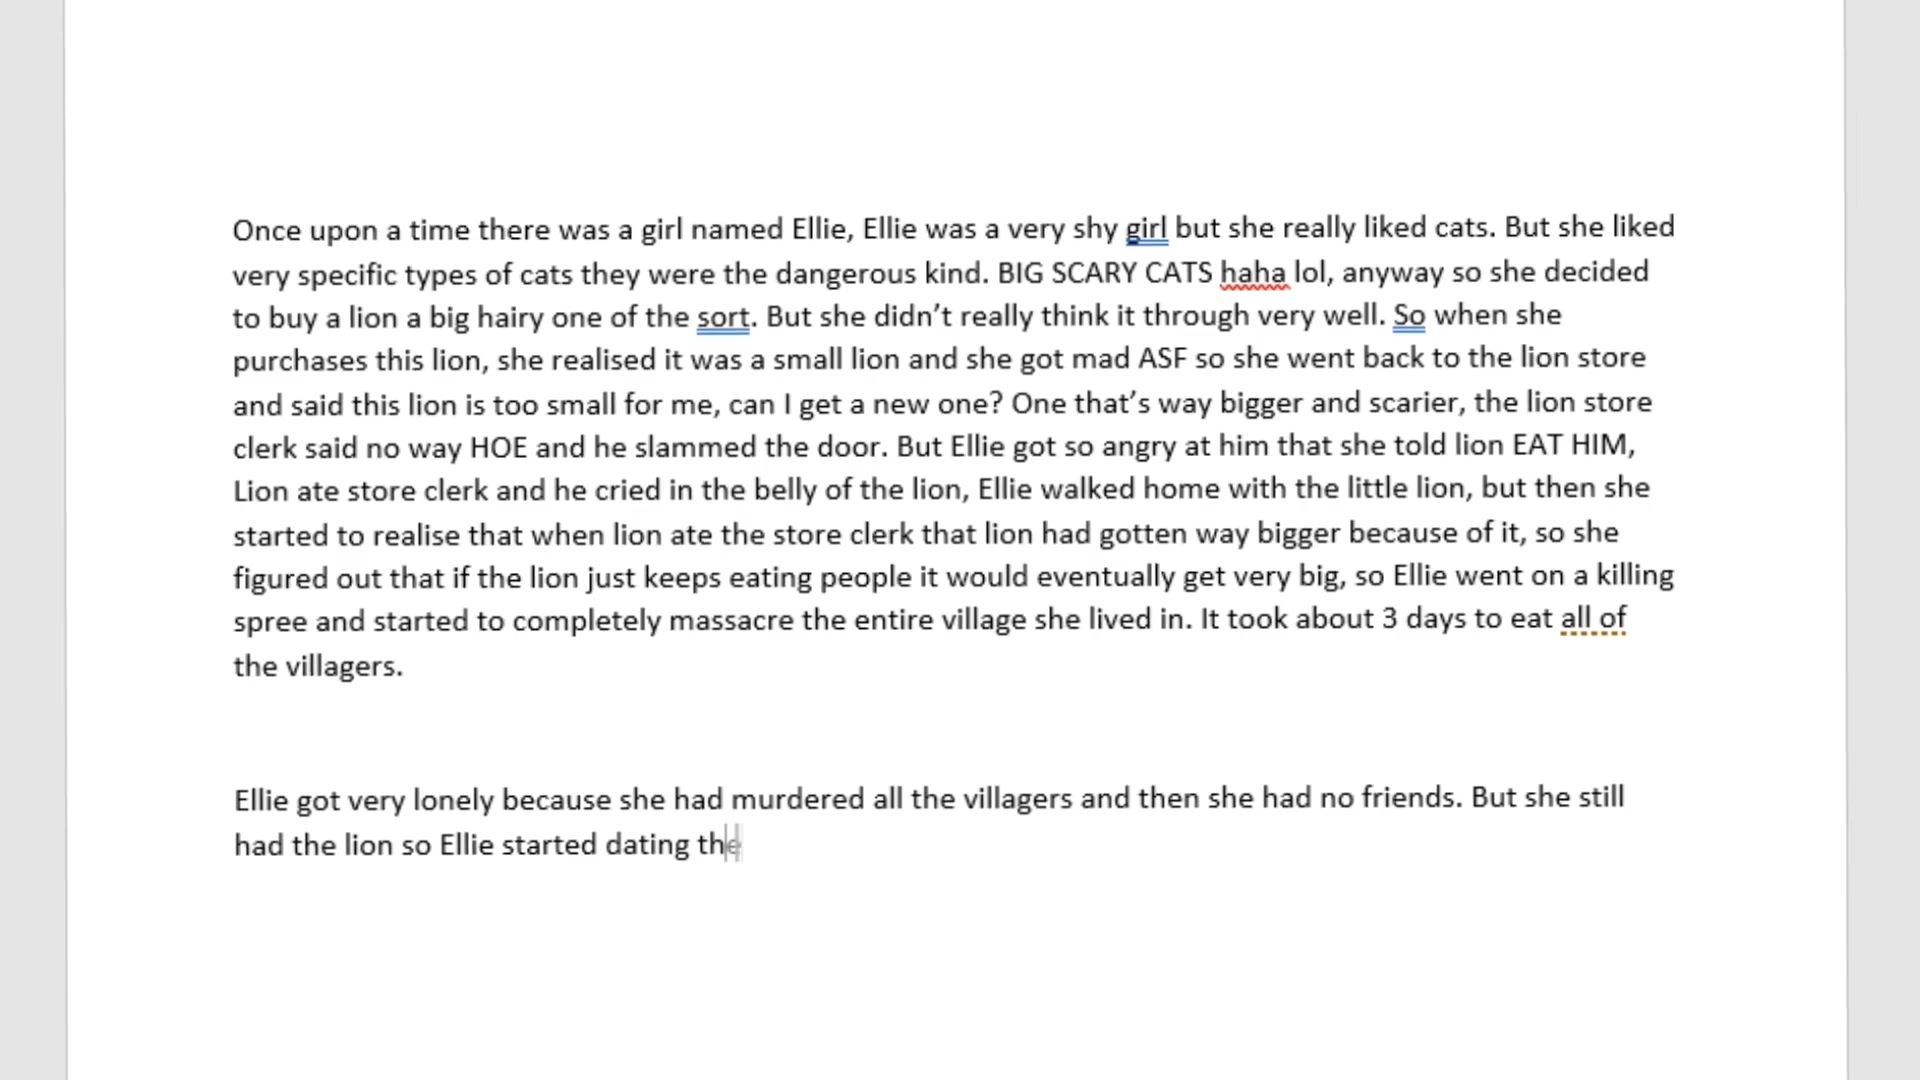 Once upon a time there was a girl named Ellie, Ellie was a very shy girl but she really liked cats. But she liked
very specific types of cats they were the dangerous kind. BIG SCARY CATS haha lol, anyway so she decided
to buy a lion a big hairy one of the sort. But she didn’t really think it through very well. So when she
purchases this lion, she realised it was a small lion and she got mad ASF so she went back to the lion store
and said this lion is too small for me, can I get a new one? One that’s way bigger and scarier, the lion store
clerk said no way HOE and he slammed the door. But Ellie got so angry at him that she told lion EAT HIM,
Lion ate store clerk and he cried in the belly of the lion, Ellie walked home with the little lion, but then she
started to realise that when lion ate the store clerk that lion had gotten way bigger because of it, so she
figured out that if the lion just keeps eating people it would eventually get very big, so Ellie went on a killing
spree and started to completely massacre the entire village she lived in. It took about 3 days to eat all of
the villagers.
Ellie got very lonely because she had murdered all the villagers and then she had no friends. But she still
had the lion so Ellie started dating the